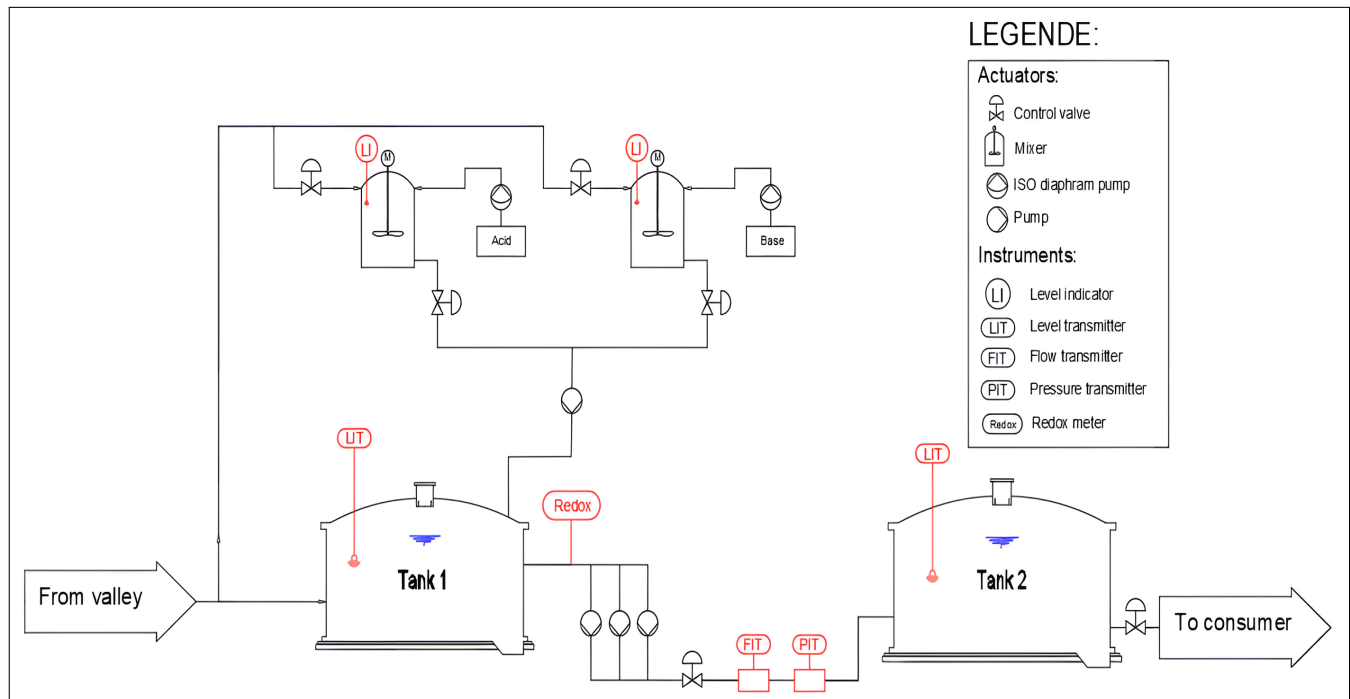 LEGENDE:
Actuators:
Control valve
Mixer
ISO diaphram pump
Pump
Instruments:
LI Level indicator
LIT Level transmitter
FIT Flow transmitter
PIT Pressure transmitter
Redox Redox meter
LI
M
LI
M
Acid
Base
LIT
Redox
LIT
Tank 1
Tank 2
From valley
To consumer
FIT
PIT